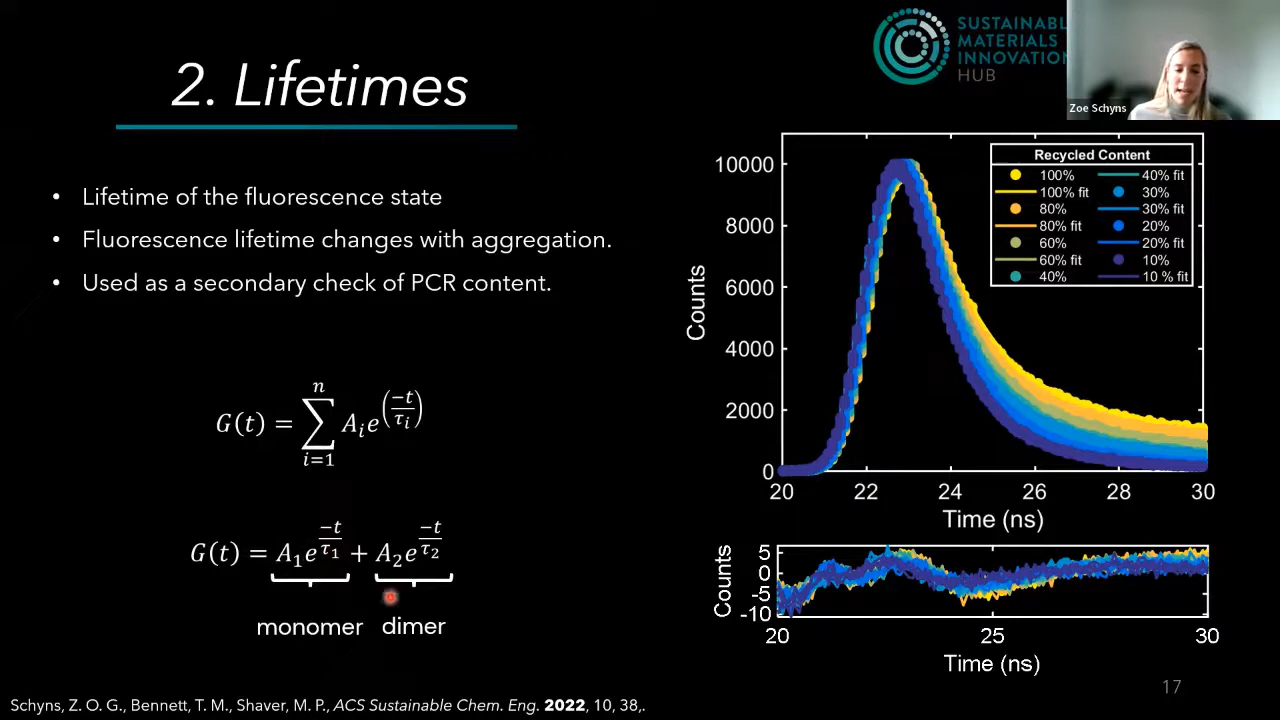 SUSTAINABL
MATERIALS
INNOVATION
HUB
Zoe Schyns
2. Lifetimes
• Lifetime of the fluorescence state
• Fluorescence lifetime changes with aggregation.
• Used as a secondary check of PCR content.
G(t) = ∑_{i=1}^{n} A_i e^{(-t/τ_i)}
G(t) = A_1 e^{-t/τ_1} + A_2 e^{-t/τ_2}
monomer dimer
Recycled Content
100% 40% fit
100% fit 30%
80% 30% fit
80% fit 20%
60% 20% fit
60% fit 10%
40% 10 % fit
Counts
10000
8000
6000
4000
2000
0
20 22 24 26 28 30
Time (ns)
Counts
5
0
-5
-10
20 25 30
Time (ns)
17
Schyns, Z. O. G., Bennett, T. M., Shaver, M. P., ACS Sustainable Chem. Eng. 2022, 10, 38,.